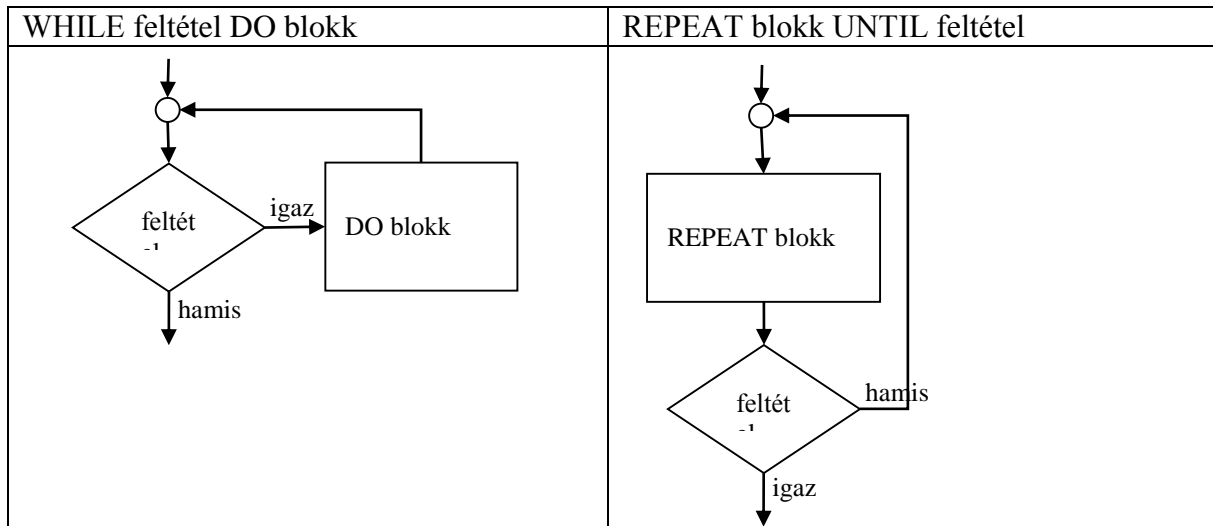 WHILE feltétel DO blokk
REPEAT blokk UNTIL feltétel
igaz
feltét
DO blokk
hamis
REPEAT blokk
feltét
hamis
igaz